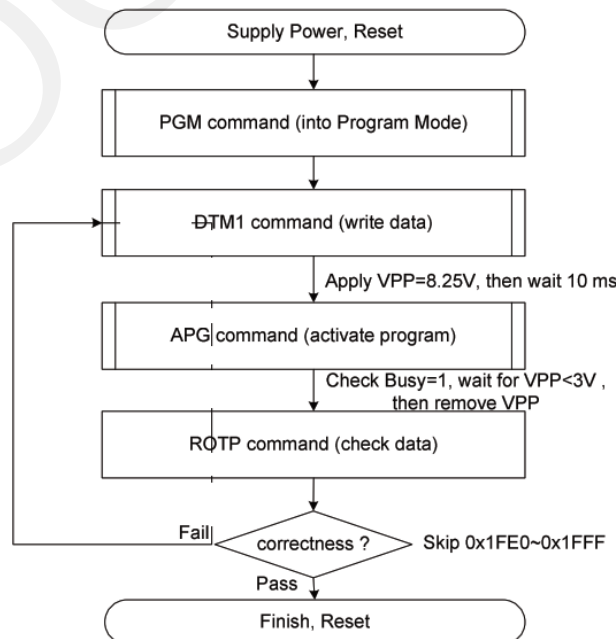 Supply Power, Reset
PGM command (into Program Mode)
DTM1 command (write data)
Apply VPP=8.25V, then wait 10 ms
APG command (activate program)
Check Busy=1, wait for VPP<3V ,
then remove VPP
ROTP command (check data)
Fail
correctness ?
Skip 0x1FE0~0x1FFF
Pass
Finish, Reset